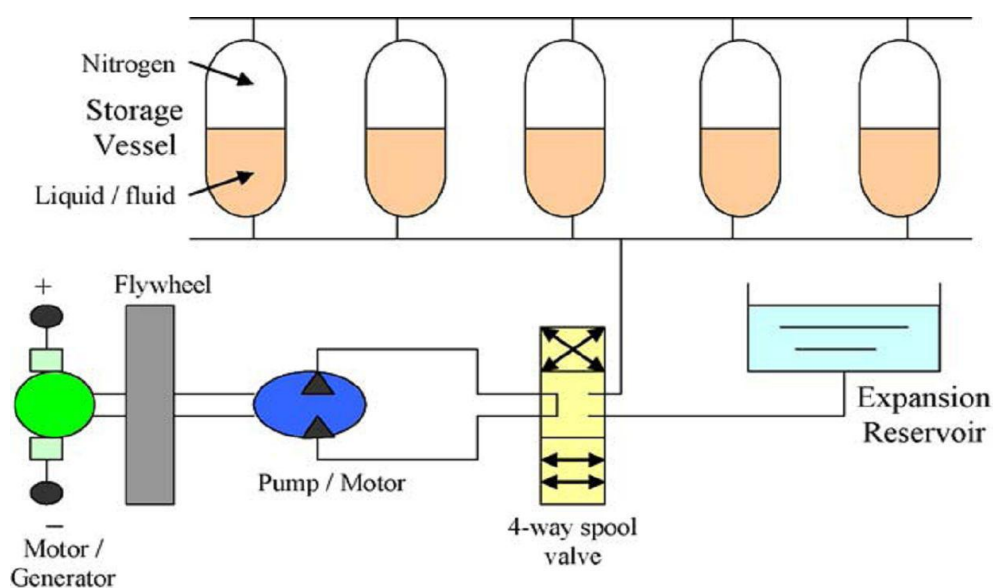 Nitrogen
Storage
Vessel
Liquid / fluid
+
Flywheel
Expansion
Reservoir
Pump / Motor
4-way spool
valve
−
Motor /
Generator